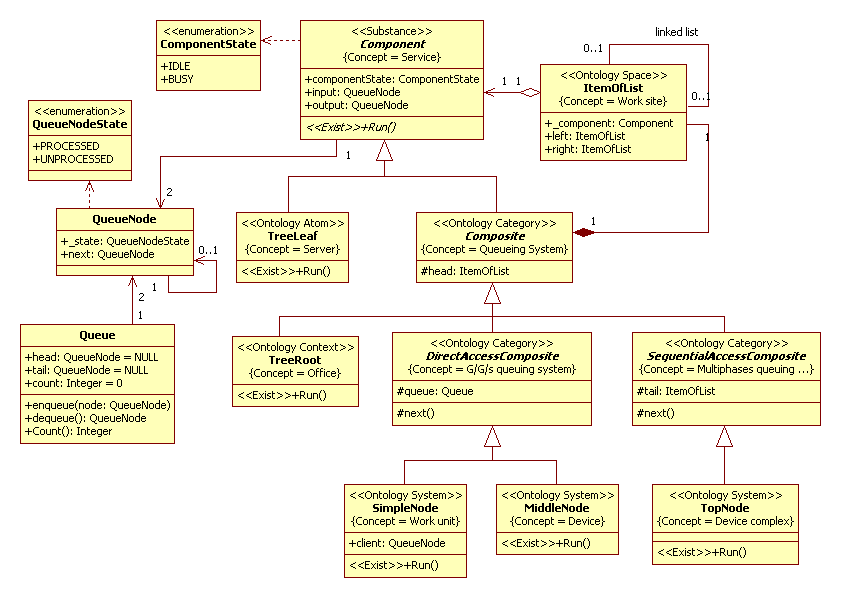 <<enumeration>>
ComponentState
+IDLE
+BUSY
<<Substance>>
Component
{Concept = Service}
+componentState: ComponentState
+input: QueueNode
+output: QueueNode
<<Exist>>+Run()
linked list
0..1
0..1
1 1
<<Ontology Space>>
ItemOfList
{Concept = Work site}
+_component: Component
+left: ItemOfList
+right: ItemOfList
1
<<enumeration>>
QueueNodeState
+PROCESSED
+UNPROCESSED
1
2
QueueNode
+_state: QueueNodeState
+next: QueueNode
0..1
1
2
1
<<Ontology Atom>>
TreeLeaf
{Concept = Server}
<<Exist>>+Run()
<<Ontology Category>>
Composite
{Concept = Queueing System}
#head: ItemOfList
1
Queue
+head: QueueNode = NULL
+tail: QueueNode = NULL
+count: Integer = 0
+enqueue(node: QueueNode)
+dequeue(): QueueNode
+Count(): Integer
<<Ontology Context>>
TreeRoot
{Concept = Office}
<<Exist>>+Run()
<<Ontology Category>>
DirectAccessComposite
{Concept = G/G/s queuing system}
#queue: Queue
#next()
<<Ontology Category>>
SequentialAccessComposite
{Concept = Multiphases queuing ...}
#tail: ItemOfList
#next()
<<Ontology System>>
SimpleNode
{Concept = Work unit}
+client: QueueNode
<<Exist>>+Run()
<<Ontology System>>
MiddleNode
{Concept = Device}
<<Exist>>+Run()
<<Ontology System>>
TopNode
{Concept = Device complex}
<<Exist>>+Run()